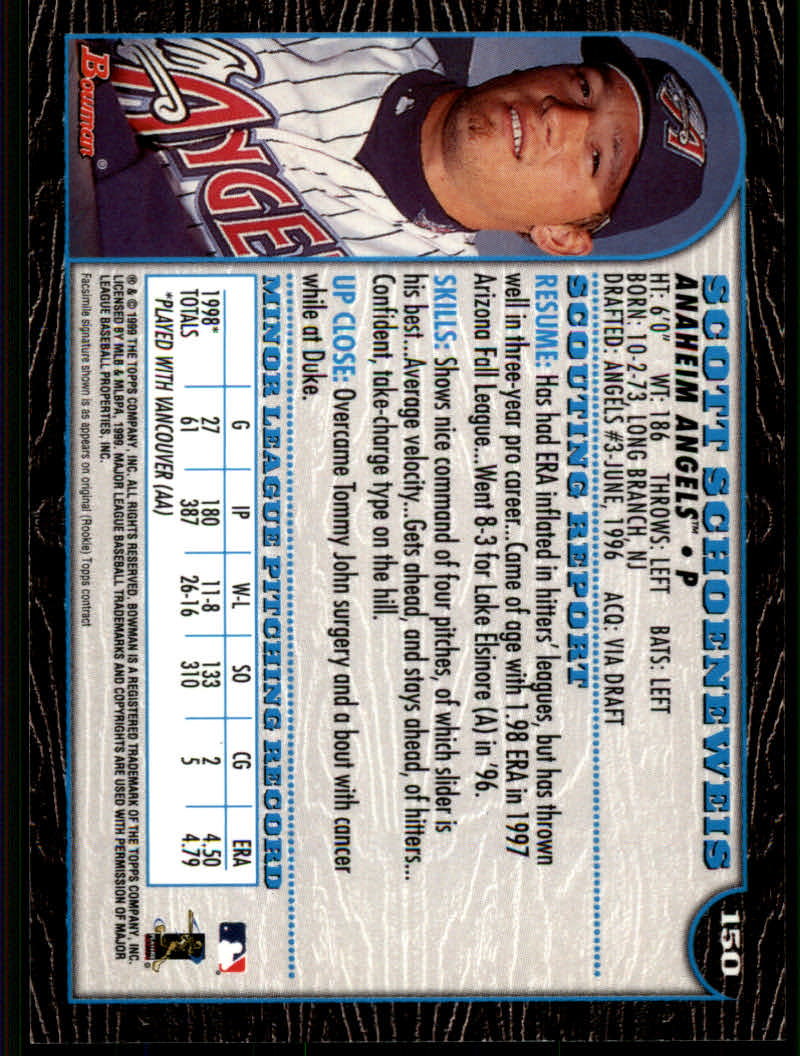 150
SCOTT SCHOENEWEIS
ANAHEIM ANGELS™ • P
HT: 6'0" WT: 186 THROWS: LEFT BATS: LEFT
BORN: 10-2-73, LONG BRANCH, NJ
DRAFTED: ANGELS #3-JUNE, 1996 ACQ: VIA DRAFT
SCOUTING REPORT
RESUME: Has had ERA inflated in hitters' leagues, but has thrown
well in three-year pro career...Came of age with 1.98 ERA in 1997
Arizona Fall League...Went 8-3 for Lake Elsinore (A) in '96.
SKILLS: Shows nice command of four pitches, of which slider is
his best...Average velocity...Gets ahead, and stays ahead, of hitters...
Confident, take-charge type on the hill.
UP CLOSE: Overcame Tommy John surgery and a bout with cancer
while at Duke.
MINOR LEAGUE PITCHING RECORD
G IP W-L SO CG ERA
1998* 27 180 11-8 133 2 4.50
TOTALS 61 387 26-16 310 5 4.79
*PLAYED WITH VANCOUVER (AA)
® & © 1999 THE TOPPS COMPANY, INC. ALL RIGHTS RESERVED. BOWMAN IS A REGISTERED TRADEMARK OF THE TOPPS COMPANY, INC.
LICENSED BY MLB & MLBPA, 1999. MAJOR LEAGUE BASEBALL TRADEMARKS AND COPYRIGHTS ARE USED WITH PERMISSION OF MAJOR
LEAGUE BASEBALL PROPERTIES, INC.
Facsimile signature shown is as appears on original (Rookie) Topps contract
Bowman®
ANGE
A